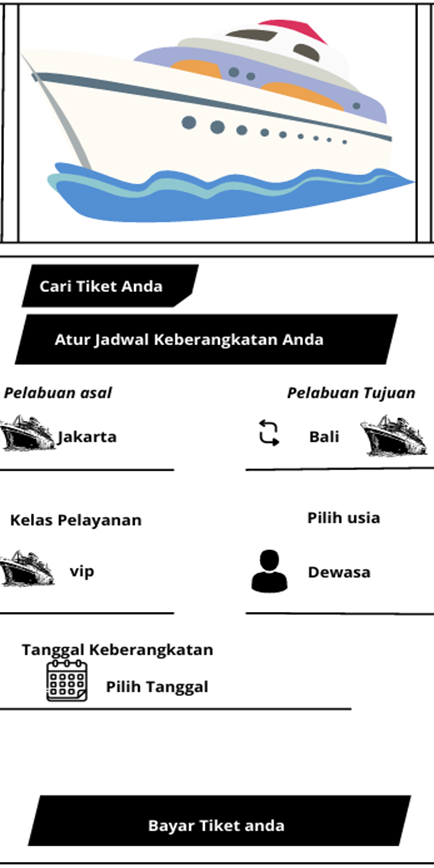 Cari Tiket Anda
Atur Jadwal Keberangkatan Anda
Pelabuan asal
Pelabuan Tujuan
Jakarta
Bali
Kelas Pelayanan
Pilih usia
vip
Dewasa
Tanggal Keberangkatan
Pilih Tanggal
Bayar Tiket anda